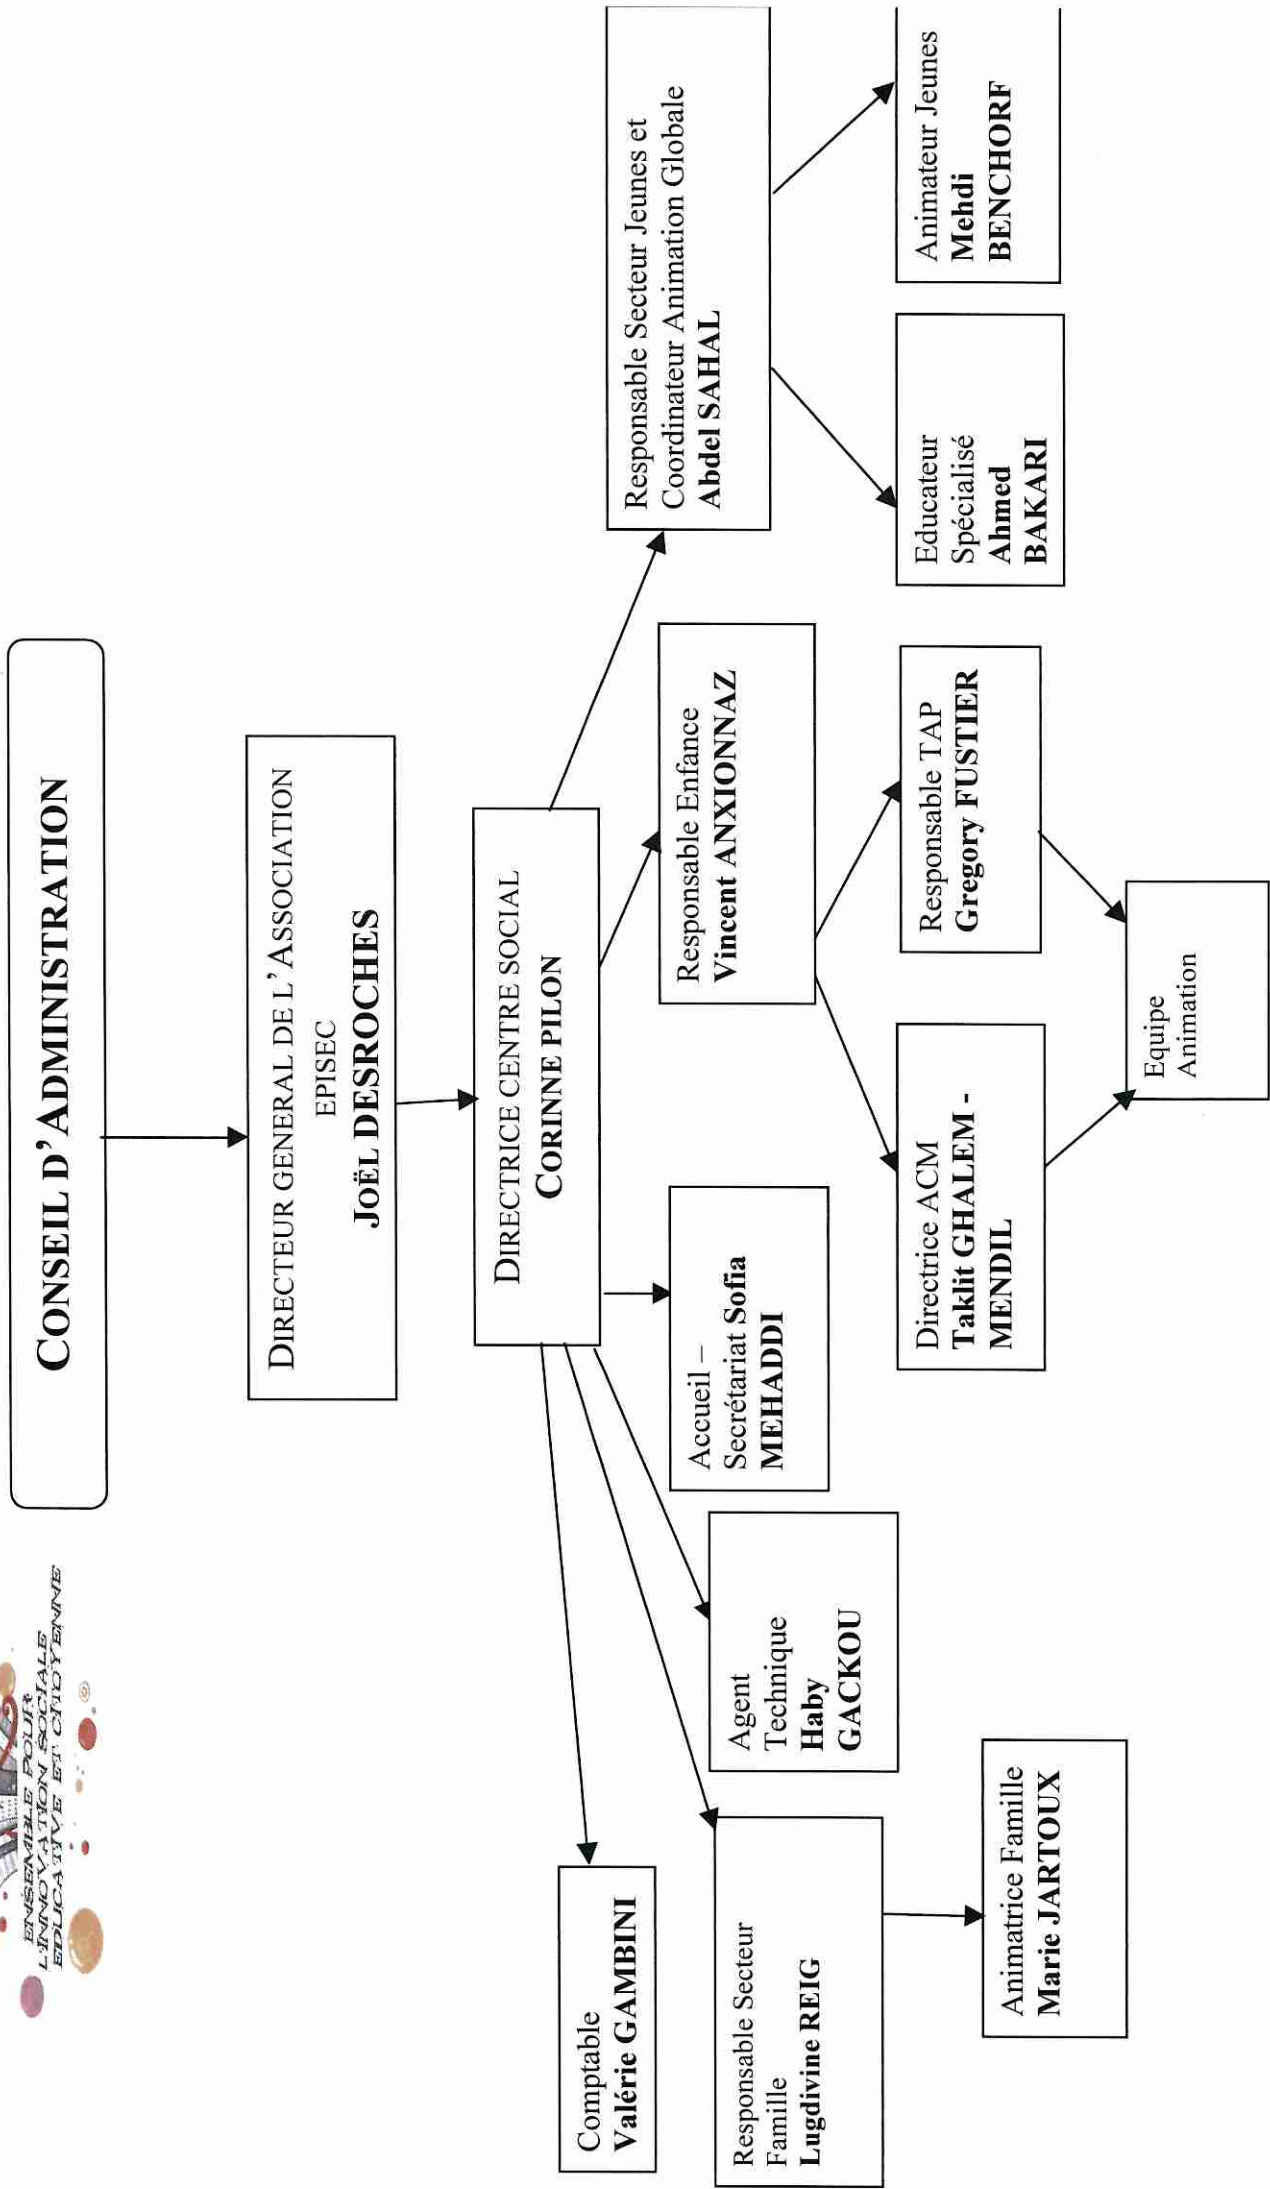 ENSEMBLE POUR
L'INNOVATION SOCIALE
EDUCATIVE ET CITOYENNE
CONSEIL D'ADMINISTRATION
DIRECTEUR GENERAL DE L'ASSOCIATION
EPISEC
JOËL DESROCHES
DIRECTRICE CENTRE SOCIAL
CORINNE PILON
Comptable
Valérie GAMBINI
Responsable Secteur
Famille
Lugdivine REIG
Agent
Technique
Haby
GACKOU
Accueil –
Secrétariat Sofia
MEHADDI
Responsable Enfance
Vincent ANXIONNAZ
Responsable Secteur Jeunes et
Coordinateur Animation Globale
Abdel SAHAL
Animatrice Famille
Marie JARTOUX
Directrice ACM
Taklit GHALEM -
MENDIL
Responsable TAP
Gregory FUSTIER
Educateur
Spécialisé
Ahmed
BAKARI
Animateur Jeunes
Mehdi
BENCHORF
Equipe
Animation